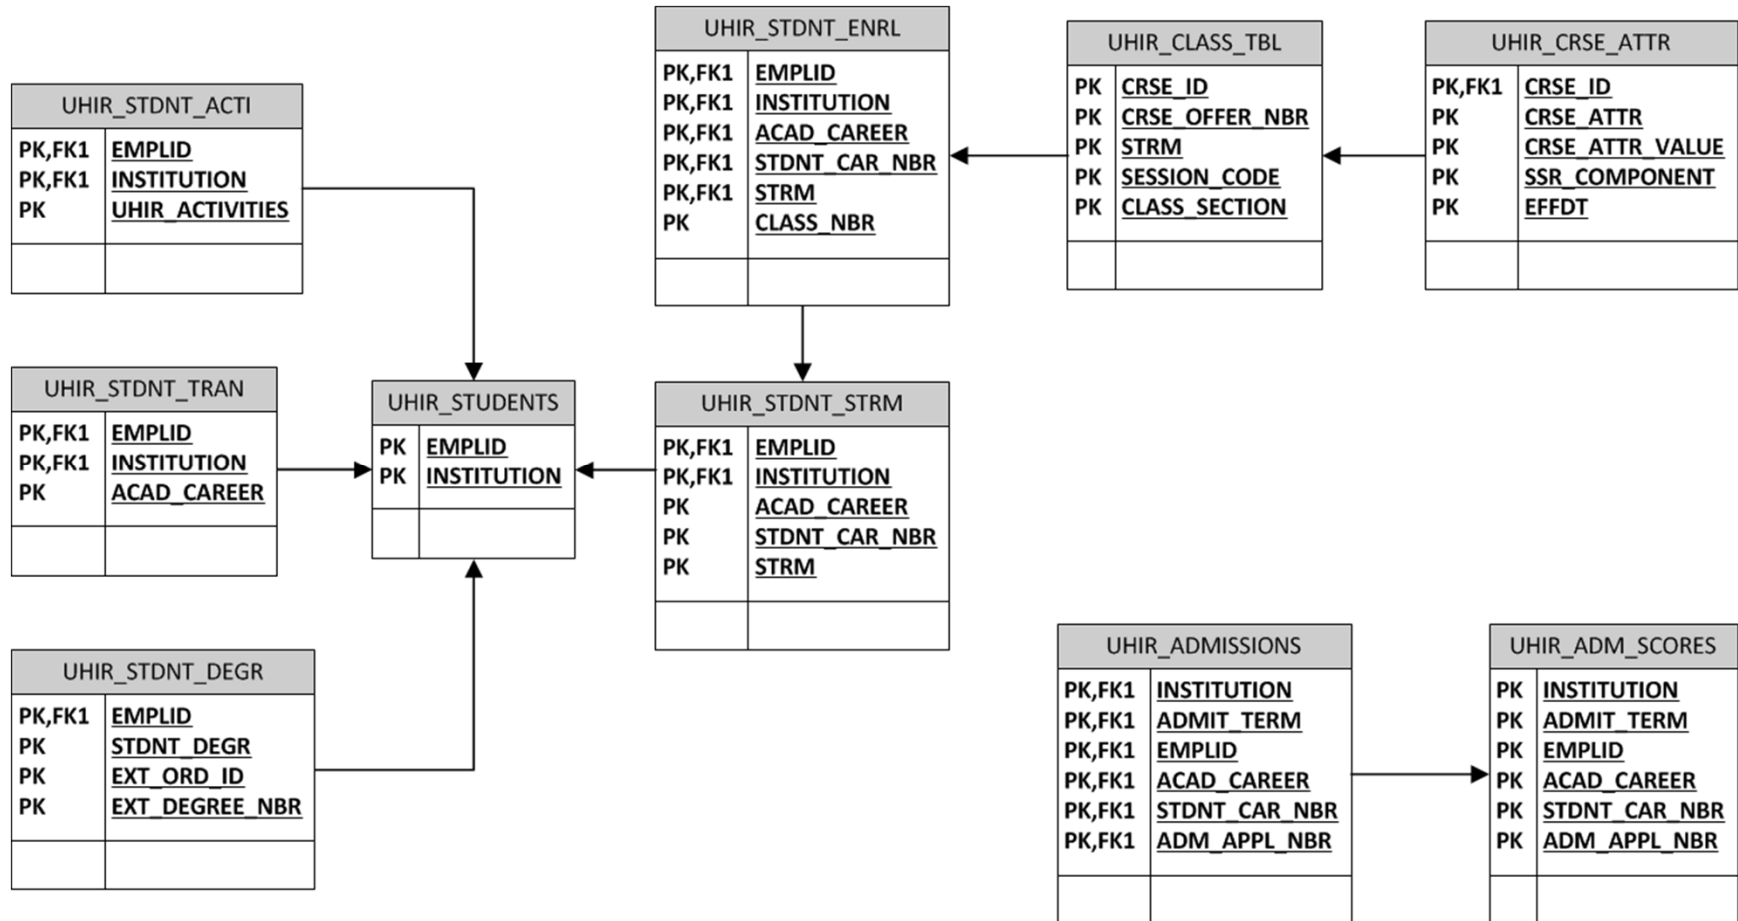 UHIR_STDNT_ACTI
PK,FK1 EMPLID
PK,FK1 INSTITUTION
PK UHIR_ACTIVITIES
UHIR_STDNT_TRAN
PK,FK1 EMPLID
PK,FK1 INSTITUTION
PK ACAD_CAREER
UHIR_STDNT_DEGR
PK,FK1 EMPLID
PK STDNT_DEGR
PK EXT_ORD_ID
PK EXT_DEGREE_NBR
UHIR_STUDENTS
PK EMPLID
PK INSTITUTION
UHIR_STDNT_ENRL
PK,FK1 EMPLID
PK,FK1 INSTITUTION
PK,FK1 ACAD_CAREER
PK,FK1 STDNT_CAR_NBR
PK,FK1 STRM
PK CLASS_NBR
UHIR_STDNT_STRM
PK,FK1 EMPLID
PK,FK1 INSTITUTION
PK ACAD_CAREER
PK STDNT_CAR_NBR
PK STRM
UHIR_CLASS_TBL
PK CRSE_ID
PK CRSE_OFFER_NBR
PK STRM
PK SESSION_CODE
PK CLASS_SECTION
UHIR_CRSE_ATTR
PK,FK1 CRSE_ID
PK CRSE_ATTR
PK CRSE_ATTR_VALUE
PK SSR_COMPONENT
PK EFFDT
UHIR_ADMISSIONS
PK,FK1 INSTITUTION
PK,FK1 ADMIT_TERM
PK,FK1 EMPLID
PK,FK1 ACAD_CAREER
PK,FK1 STDNT_CAR_NBR
PK,FK1 ADM_APPL_NBR
UHIR_ADM_SCORES
PK INSTITUTION
PK ADMIT_TERM
PK EMPLID
PK ACAD_CAREER
PK STDNT_CAR_NBR
PK ADM_APPL_NBR